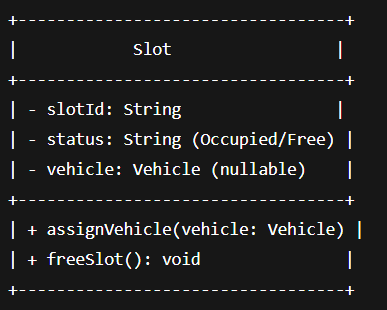 +----------------------------------+
|            Slot                 |
+----------------------------------+
| - slotId: String                |
| - status: String (Occupied/Free) |
| - vehicle: Vehicle (nullable)    |
+----------------------------------+
| + assignVehicle(vehicle: Vehicle) |
| + freeSlot(): void               |
+----------------------------------+